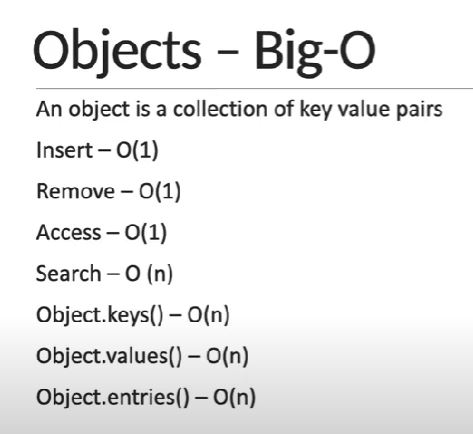 Objects – Big-O
An object is a collection of key value pairs
Insert – O(1)
Remove – O(1)
Access – O(1)
Search – O (n)
Object.keys() – O(n)
Object.values() – O(n)
Object.entries() – O(n)